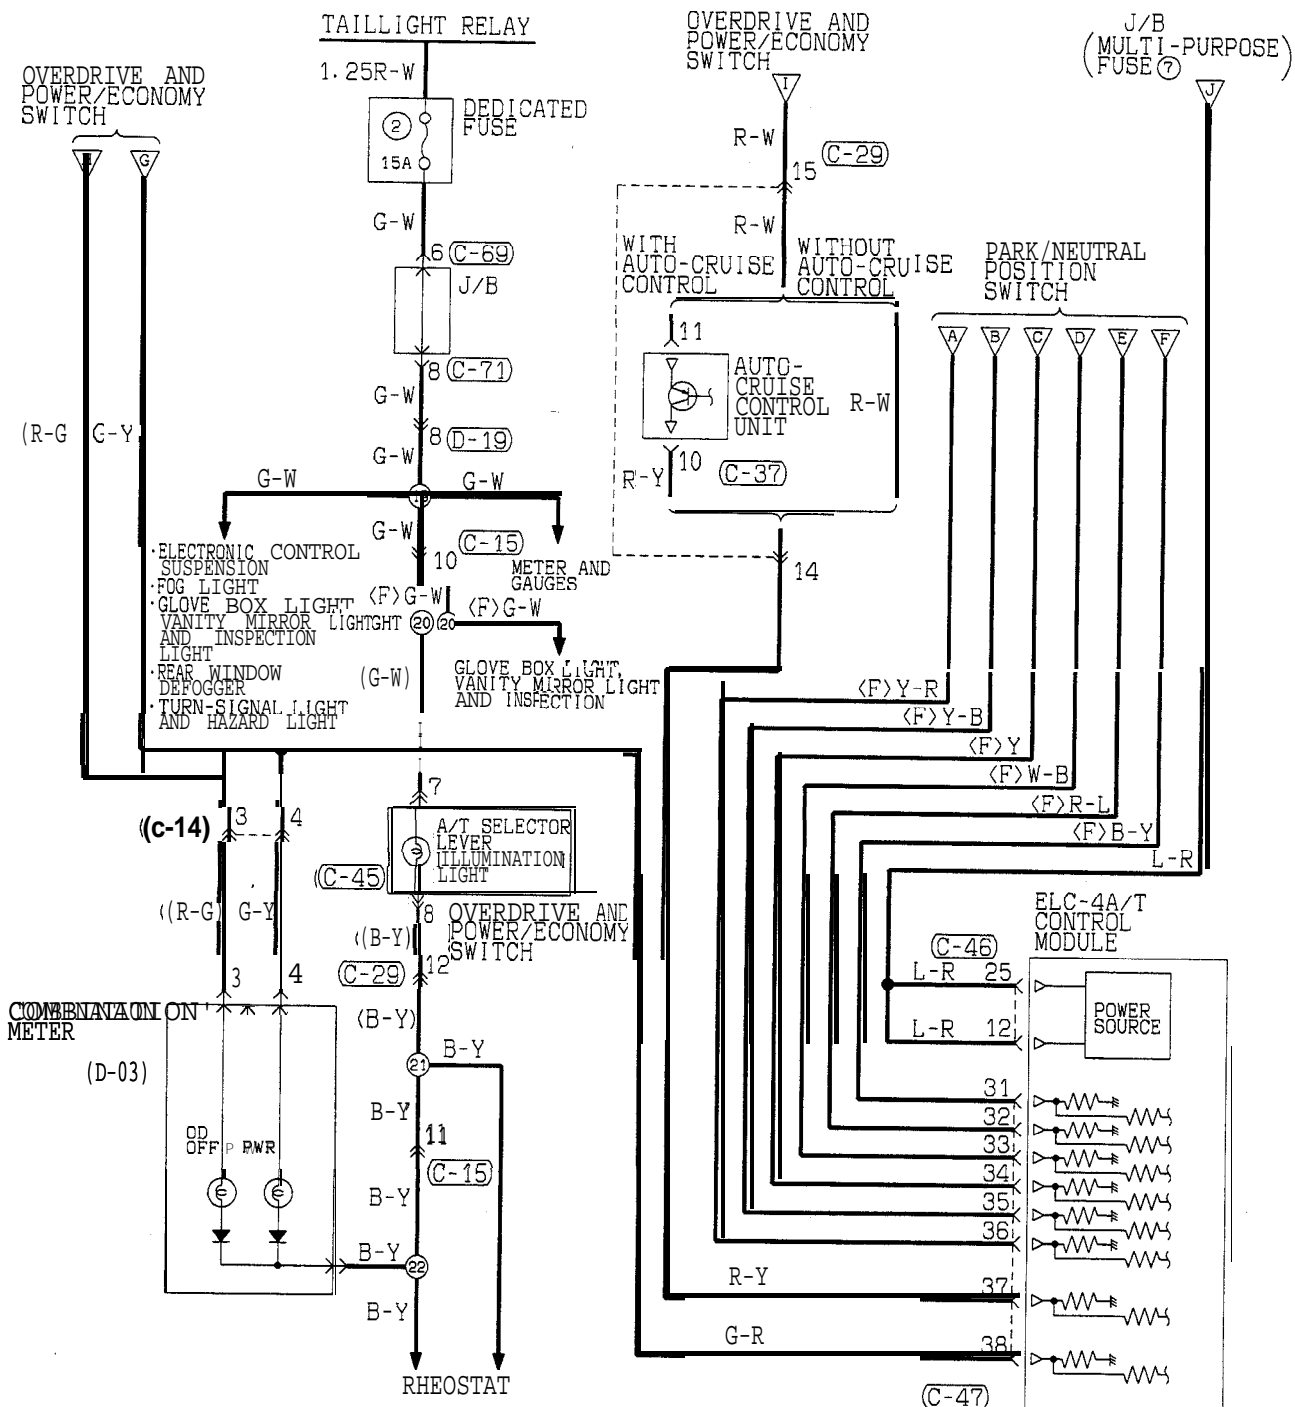 TAILLIGHT RELAY
OVERDRIVE AND
POWER/ECONOMY
SWITCH
J/B
(MULTI-PURPOSE)
FUSE ⑦
OVERDRIVE AND
POWER/ECONOMY
SWITCH
1.25R-W
DEDICATED
FUSE
②
15A
G
I
J
R-W
C-29
15
G-W
R-W
6 C-69
J/B
WITH
AUTO-CRUISE
CONTROL
WITHOUT
AUTO-CRUISE
CONTROL
PARK/NEUTRAL
POSITION
SWITCH
11
A B C D E F
8 C-71
G-W
AUTO-
CRUISE
CONTROL
UNIT
R-W
(R-G
G-Y
8 D-19
G-W
10
C-37
R-Y
G-W
G-W
G-W
C-15
10
14
·ELECTRONIC CONTROL
SUSPENSION
·FOG LIGHT
·GLOVE BOX LIGHT,
VANITY MIRROR LIGHT
AND INSPECTION
LIGHT
·REAR WINDOW
DEFOGGER
·TURN-SIGNAL LIGHT
AND HAZARD LIGHT
METER AND
GAUGES
<F>G-W
<F>G-W
20 20
(G-W)
GLOVE BOX LIGHT,
VANITY MIRROR LIGHT
AND INSPECTION
<F>Y-R
<F>Y-B
<F>Y
<F>W-B
<F>R-L
<F>B-Y
L-R
7
3
4
(c-14)
A/T SELECTOR
LEVER
ILLUMINATION
LIGHT
C-45
8
OVERDRIVE AND
POWER/ECONOMY
SWITCH
(R-G)
G-Y
(B-Y)
C-29
12
ELC-4A/T
CONTROL
MODULE
C-46
L-R 25
L-R 12
POWER
SOURCE
3
4
COMBINATION
METER
(D-03)
(B-Y)
21
B-Y
B-Y
11
C-15
B-Y
OD
OFF
PWR
B-Y
22
B-Y
RHEOSTAT
31
32
33
34
35
36
R-Y
37
G-R
38
C-47